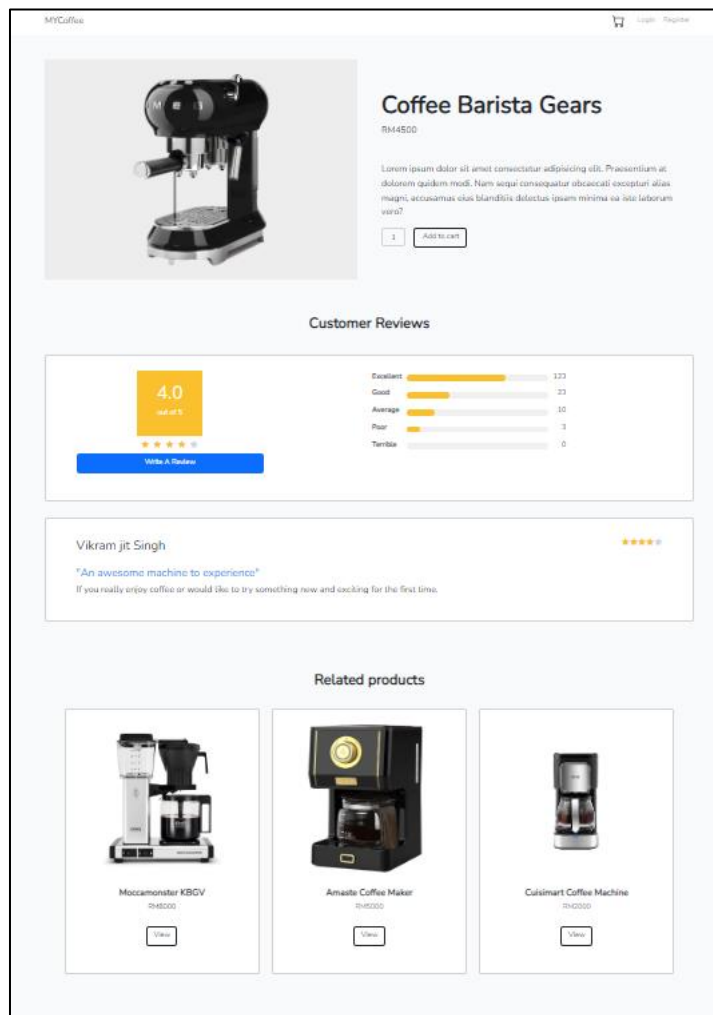 MYCoffee
Login Register
Coffee Barista Gears
RM4500
Lorem ipsum dolor sit amet consectetur adipisicing elit. Praesentium at
dolorem quidem modi. Nam sequi consequatur obcaecati excepturi alias
magni, accusamus eius blanditiis delectus ipsam minima ea iste laborum
vero?
1 Add to cart
Customer Reviews
4.0
out of 5
Write A Review
Excellent 123
Good 23
Average 10
Poor 3
Terrible 0
Vikram jit Singh
"An awesome machine to experience"
If you really enjoy coffee or would like to try something new and exciting for the first time.
Related products
Moccamonster KBGV
Amaste Coffee Maker
RM5000
Cuisimart Coffee Machine
RM2000
View
View
View